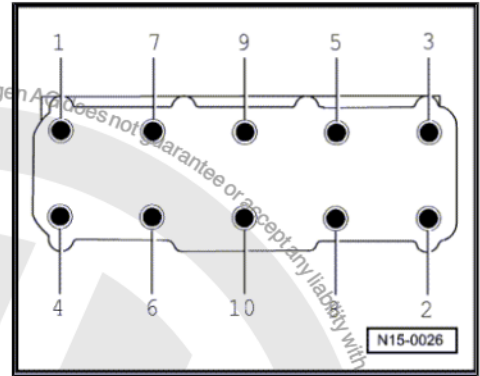 1 7 9 5 3
gen AG does not guarantee or accept any liability with
4 6 10 8 2
N15-0026